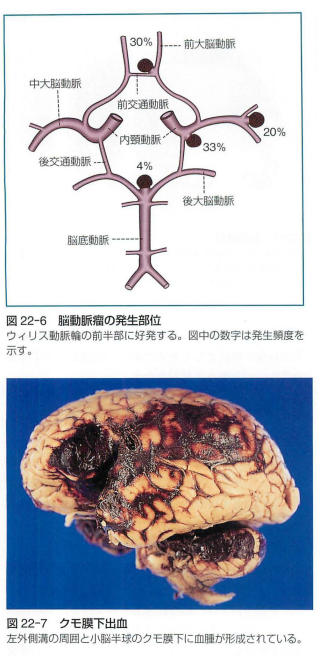 30%
前大脳動脈
中大脳動脈
前交通動脈
内頸動脈
20%
33%
後交通動脈
4%
後大脳動脈
脳底動脈
図 22-6 脳動脈瘤の発生部位
ウィリス動脈輪の前半部に好発する。図中の数字は発生頻度を
示す。
図 22-7 クモ膜下出血
左外側溝の周囲と小脳半球のクモ膜下に血腫が形成されている。